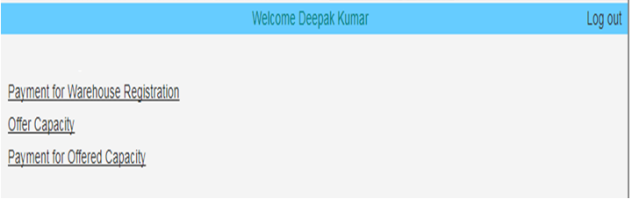 Welcome Deepak Kumar Log out
Payment for Warehouse Registration
Offer Capacity
Payment for Offered Capacity